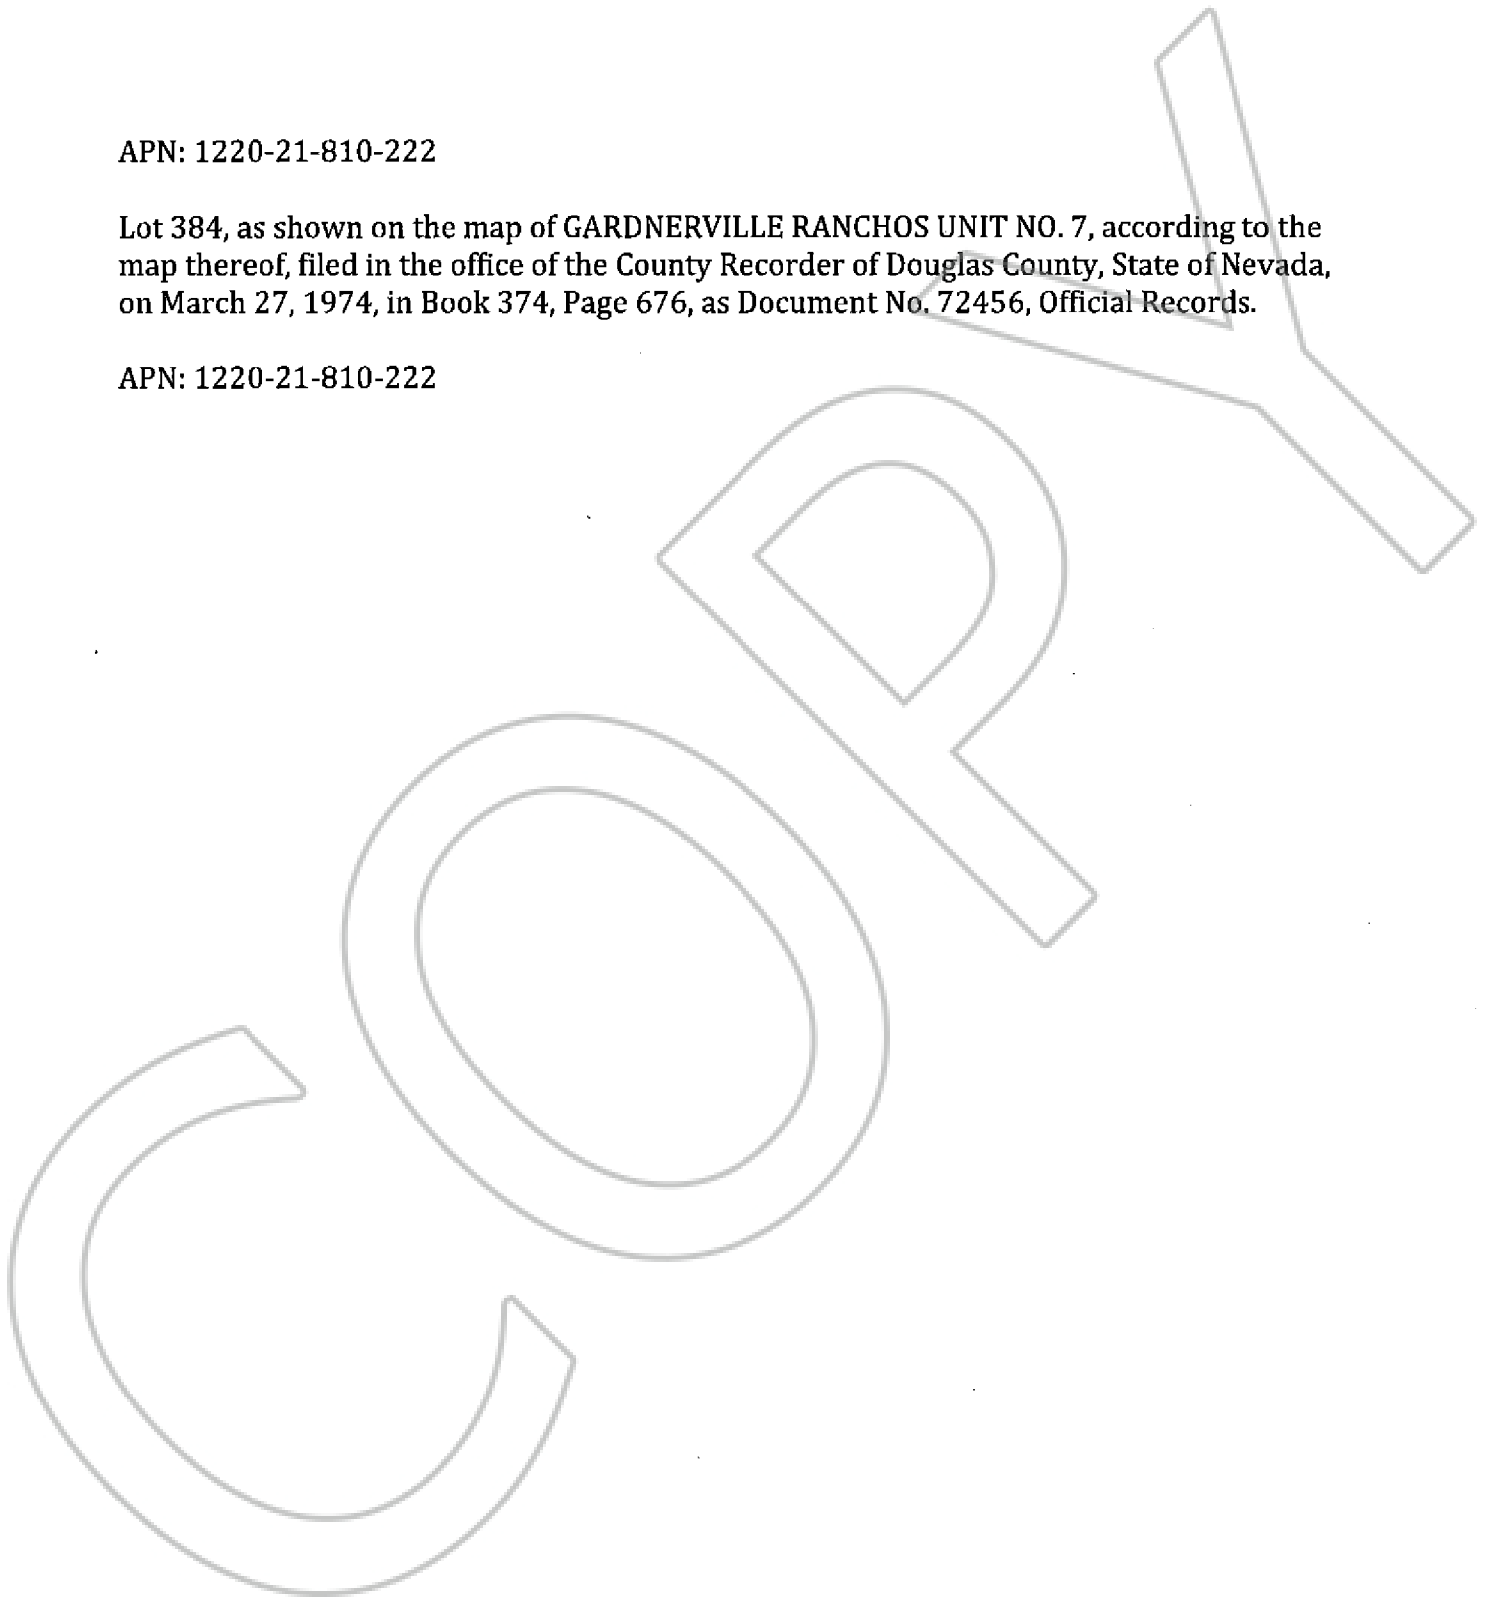 APN: 1220-21-810-222
Lot 384, as shown on the map of GARDNERVILLE RANCHOS UNIT NO. 7, according to the
map thereof, filed in the office of the County Recorder of Douglas County, State of Nevada,
on March 27, 1974, in Book 374, Page 676, as Document No. 72456, Official Records.
APN: 1220-21-810-222
COPY